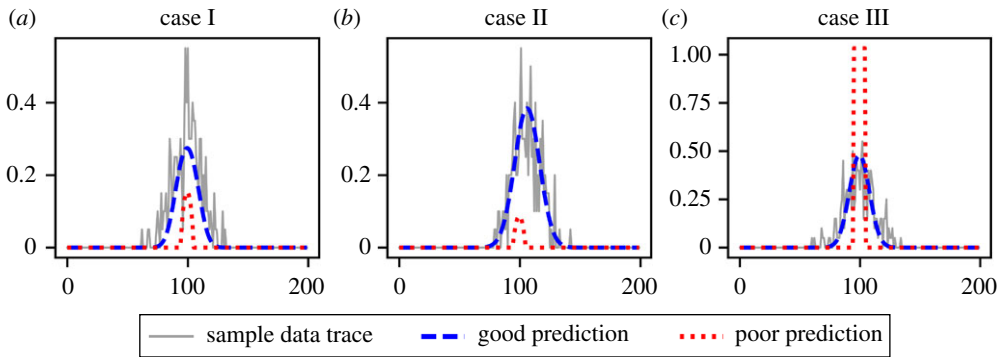 (a) case I
0.4
0.2
0
0 100 200
(b) case II
0.4
0.2
0
0 100 200
(c) case III
1.00
0.75
0.50
0.25
0
0 100 200
sample data trace good prediction poor prediction